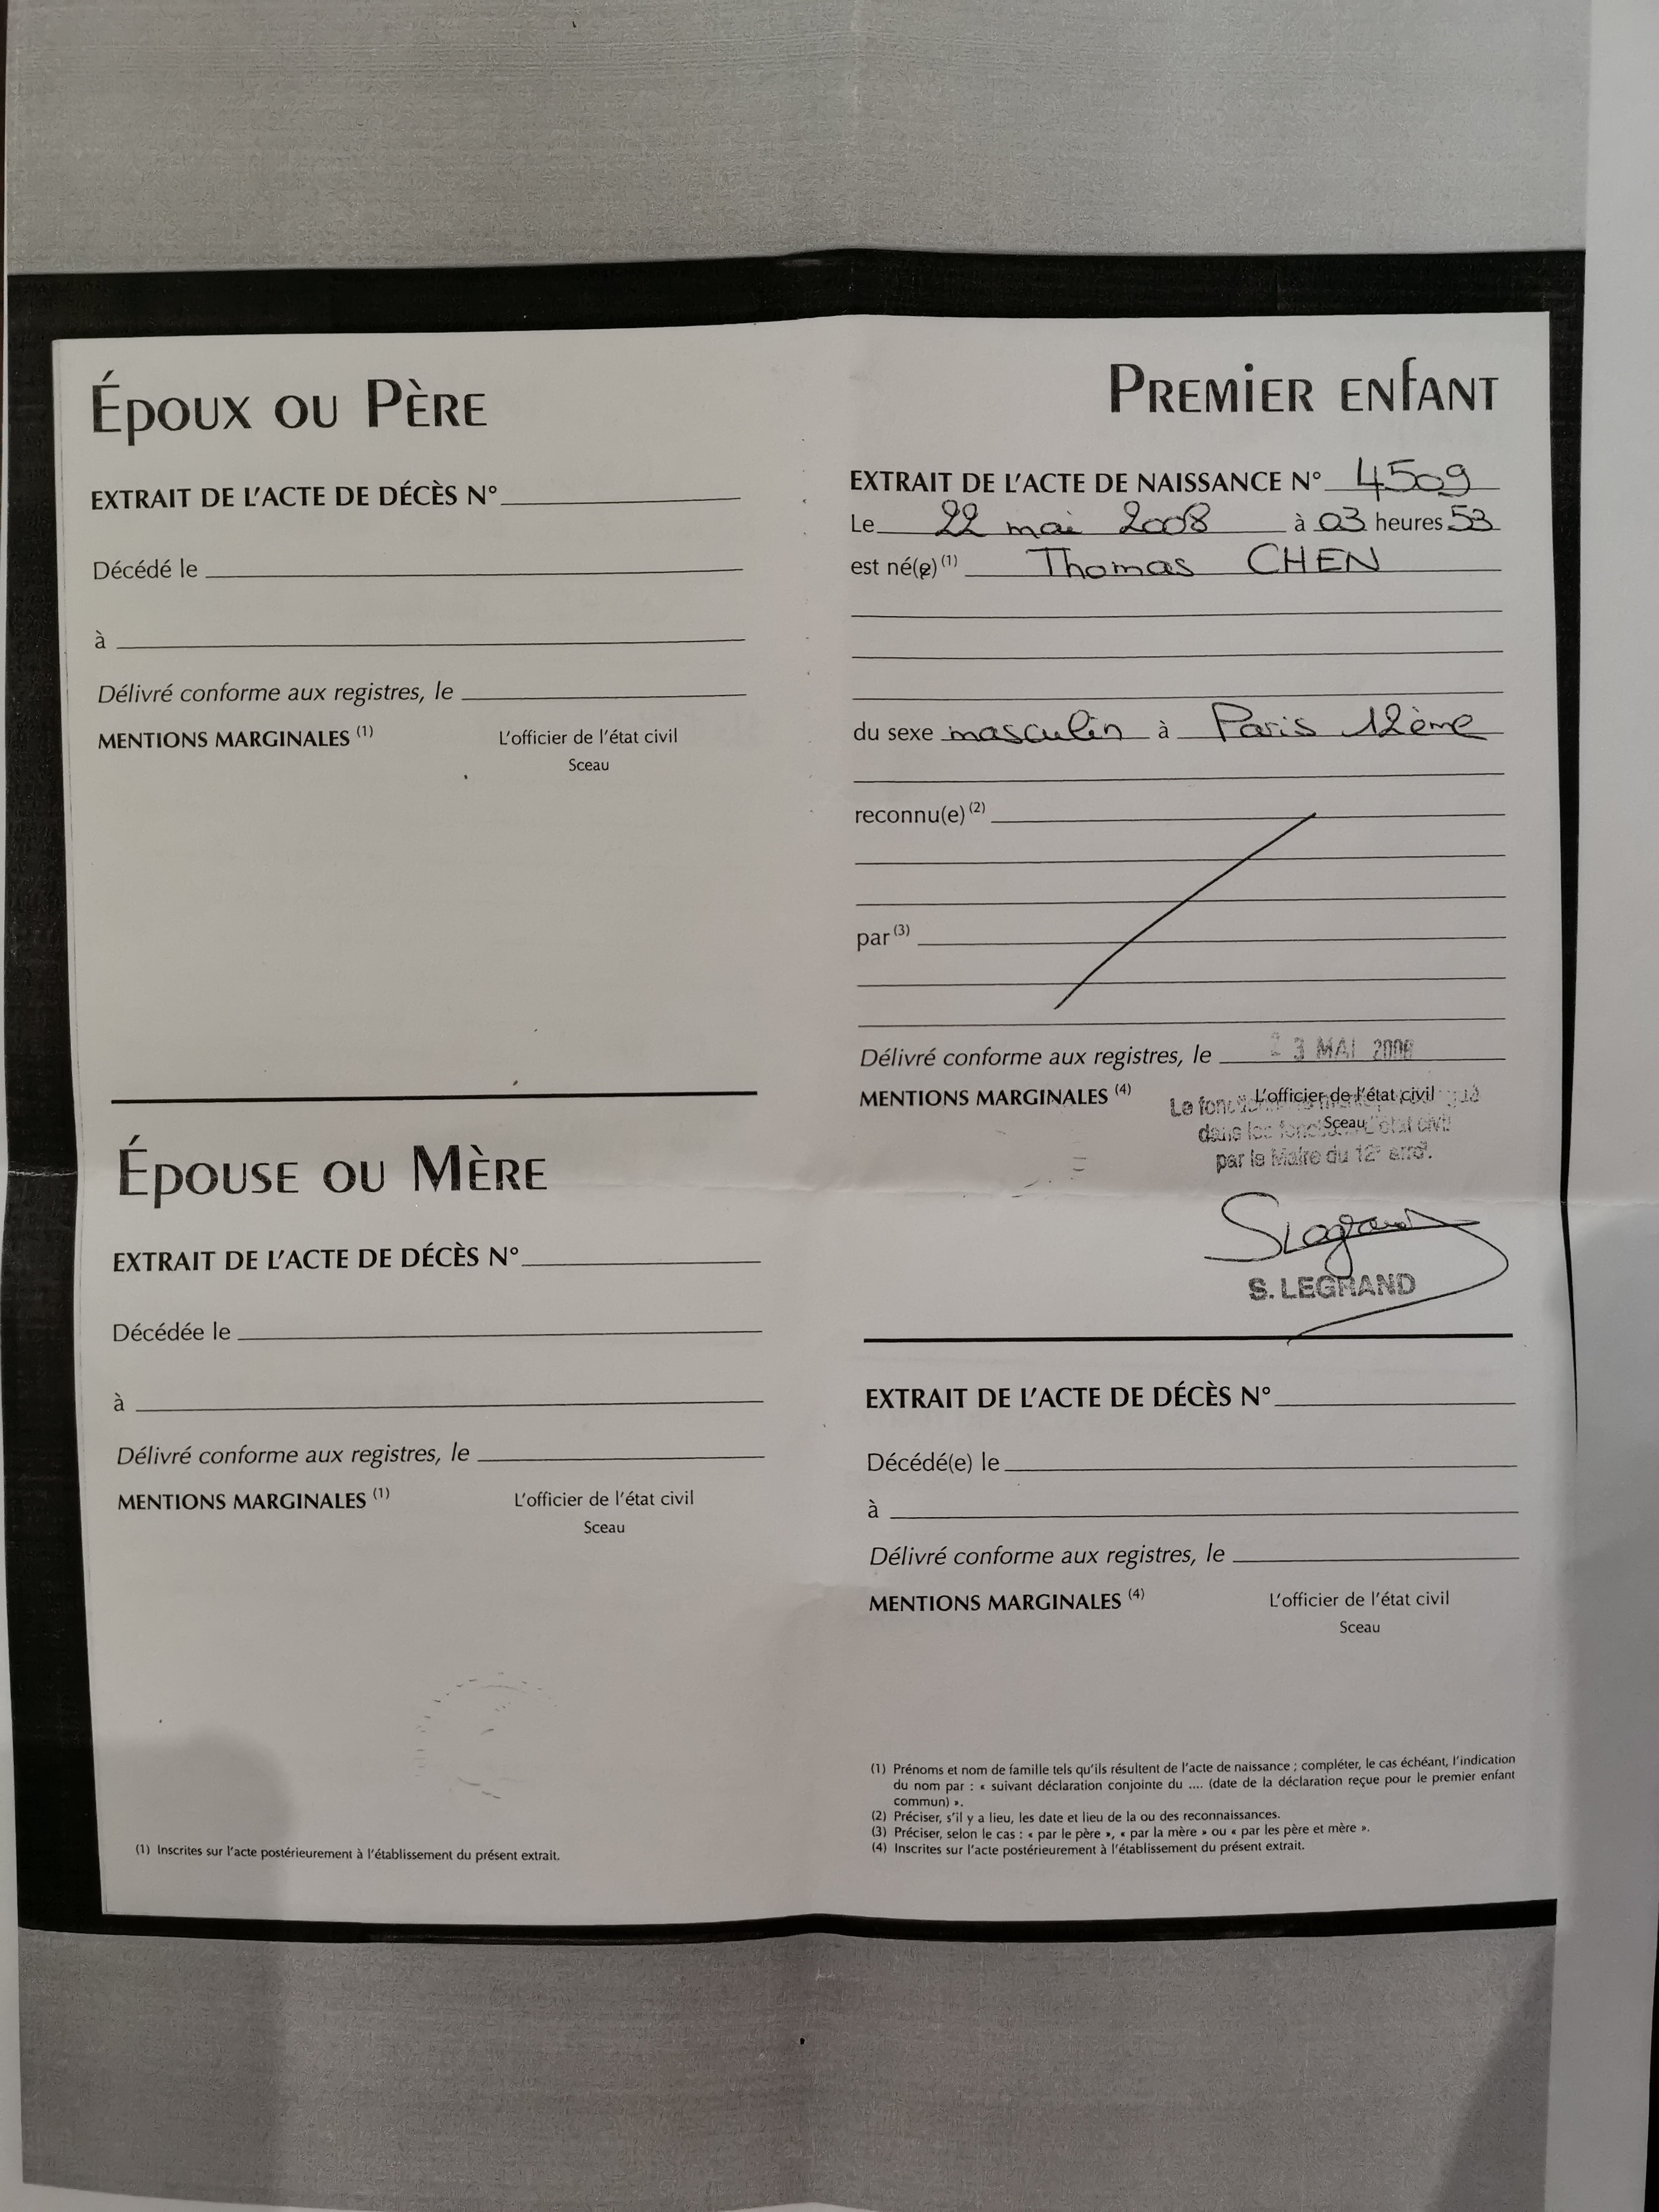 Époux ou Père
EXTRAIT DE L'ACTE DE DÉCÈS N°
Décédé le
à
Délivré conforme aux registres, le
MENTIONS MARGINALES (1)
L'officier de l'état civil
Sceau
Épouse ou Mère
EXTRAIT DE L'ACTE DE DÉCÈS N°
Décédée le
à
Délivré conforme aux registres, le
MENTIONS MARGINALES (1)
L'officier de l'état civil
Sceau
(1) Inscrites sur l'acte postérieurement à l'établissement du présent extrait.
Premier enfant
EXTRAIT DE L'ACTE DE NAISSANCE N° 4509
Le 22 mai 2008 à 03 heures 53
est né(e) (1) Thomas CHEN
du sexe masculin à Paris 12ème
reconnu(e) (2)
par (3)
Délivré conforme aux registres, le 23 MAI 2008
MENTIONS MARGINALES (4)
L'officier de l'état civil
Sceau
dans les
par le Maire du 12e arrdt.
S. LEGRAND
EXTRAIT DE L'ACTE DE DÉCÈS N°
Décédé(e) le
à
Délivré conforme aux registres, le
MENTIONS MARGINALES (4)
L'officier de l'état civil
Sceau
(1) Prénoms et nom de famille tels qu'ils résultent de l'acte de naissance ; compléter, le cas échéant, l'indication
du nom par : « suivant déclaration conjointe du .... (date de la déclaration reçue pour le premier enfant
commun) ».
(2) Préciser, s'il y a lieu, les date et lieu de la ou des reconnaissances.
(3) Préciser, selon le cas : « par le père », « par la mère » ou « par les père et mère ».
(4) Inscrites sur l'acte postérieurement à l'établissement du présent extrait.